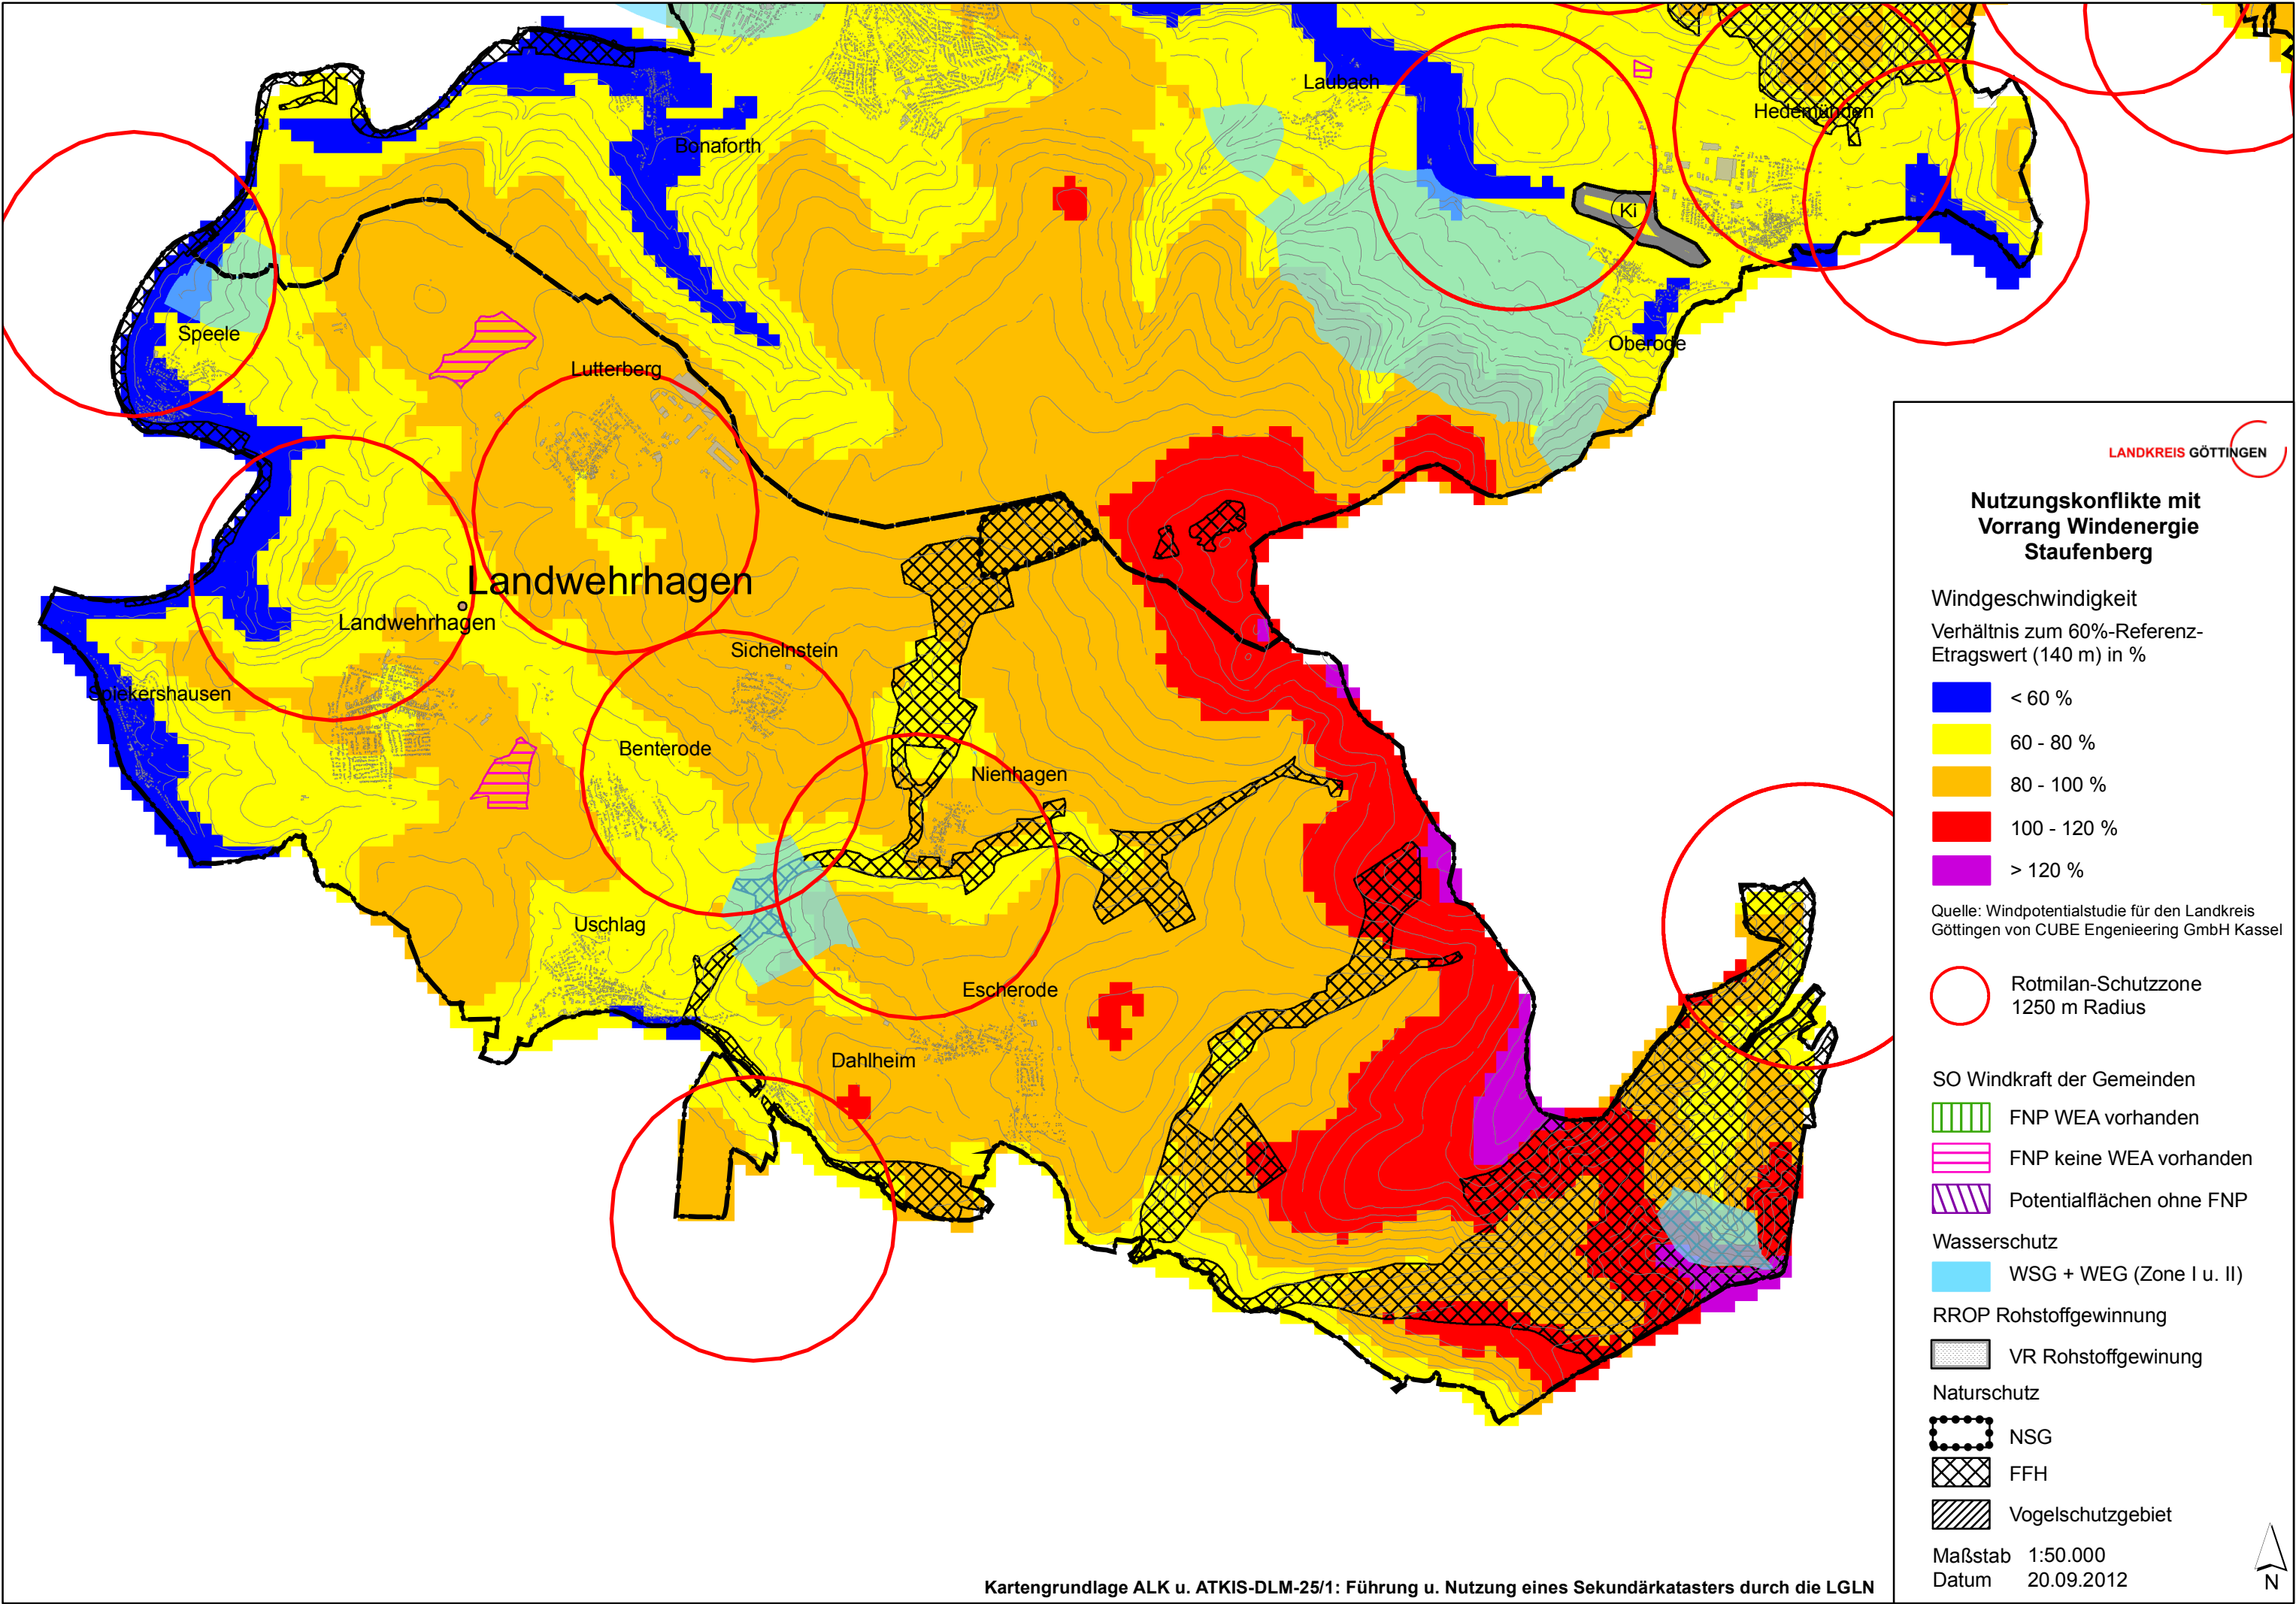 Laubach
Hedemünden
Bonaforth
Ki
Speele
Oberode
Lutterberg
Landwehrhagen
Landwehrhagen
Sichelnstein
Spiekershausen
Benterode
Nienhagen
Uschlag
Escherode
Dahlheim
LANDKREIS GÖTTINGEN
Nutzungskonflikte mit
Vorrang Windenergie
Staufenberg
Windgeschwindigkeit
Verhältnis zum 60%-Referenz-
Etragswert (140 m) in %
< 60 %
60 - 80 %
80 - 100 %
100 - 120 %
> 120 %
Quelle: Windpotentialstudie für den Landkreis
Göttingen von CUBE Engenieering GmbH Kassel
Rotmilan-Schutzzone
1250 m Radius
SO Windkraft der Gemeinden
FNP WEA vorhanden
FNP keine WEA vorhanden
Potentialflächen ohne FNP
Wasserschutz
WSG + WEG (Zone I u. II)
RROP Rohstoffgewinnung
VR Rohstoffgewinung
Naturschutz
NSG
FFH
Vogelschutzgebiet
Maßstab 1:50.000
Datum 20.09.2012
N
Kartengrundlage ALK u. ATKIS-DLM-25/1: Führung u. Nutzung eines Sekundärkatasters durch die LGLN